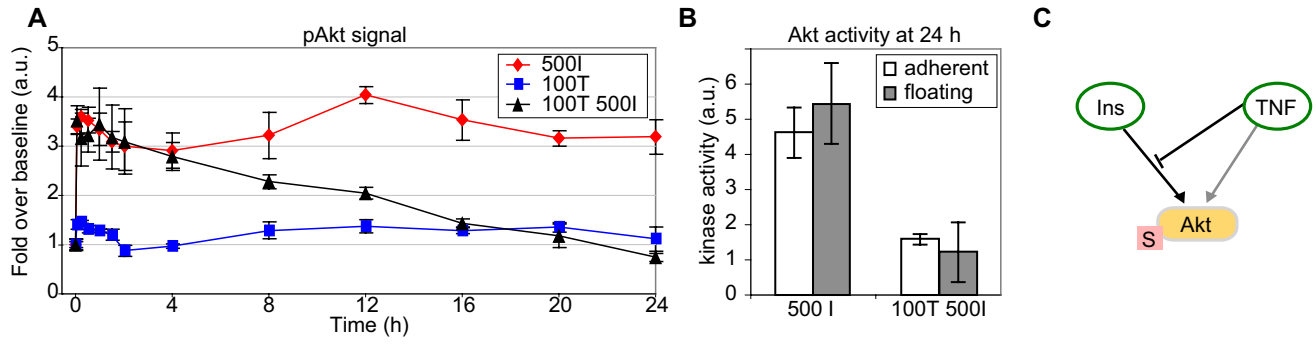 A
pAkt signal
Fold over baseline (a.u.)
5
4
3
2
1
0
500I
100T
100T 500I
0
4
8
12
16
20
24
Time (h)
B
Akt activity at 24 h
kinase activity (a.u.)
7
6
5
4
3
2
1
0
adherent
floating
500 I
100T 500I
C
Ins
TNF
Akt
S